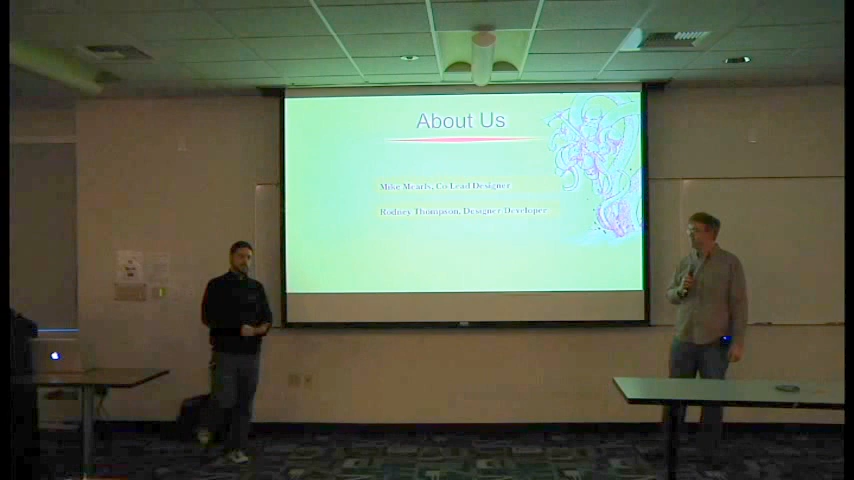 About Us
Mike Mearls, Co Lead Designer
Rodney Thompson, Designer Developer